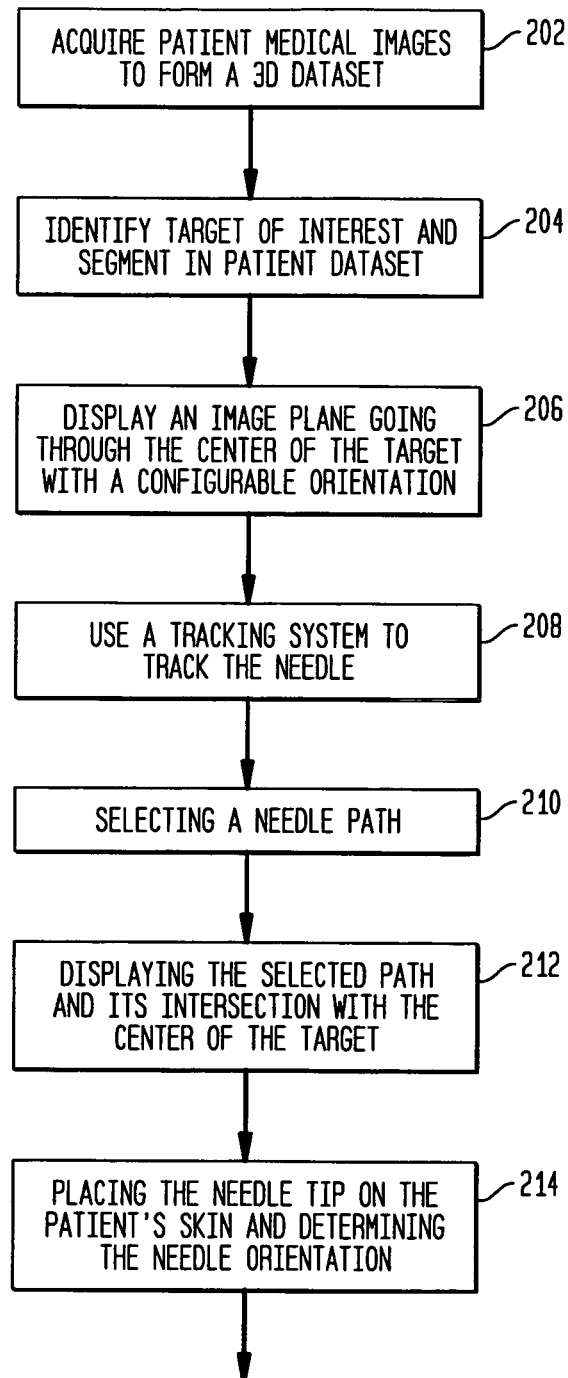 ACQUIRE PATIENT MEDICAL IMAGES
TO FORM A 3D DATASET
202
IDENTIFY TARGET OF INTEREST AND
SEGMENT IN PATIENT DATASET
204
DISPLAY AN IMAGE PLANE GOING
THROUGH THE CENTER OF THE TARGET
WITH A CONFIGURABLE ORIENTATION
206
USE A TRACKING SYSTEM TO
TRACK THE NEEDLE
208
SELECTING A NEEDLE PATH
210
DISPLAYING THE SELECTED PATH
AND ITS INTERSECTION WITH THE
CENTER OF THE TARGET
212
PLACING THE NEEDLE TIP ON THE
PATIENT'S SKIN AND DETERMINING
THE NEEDLE ORIENTATION
214